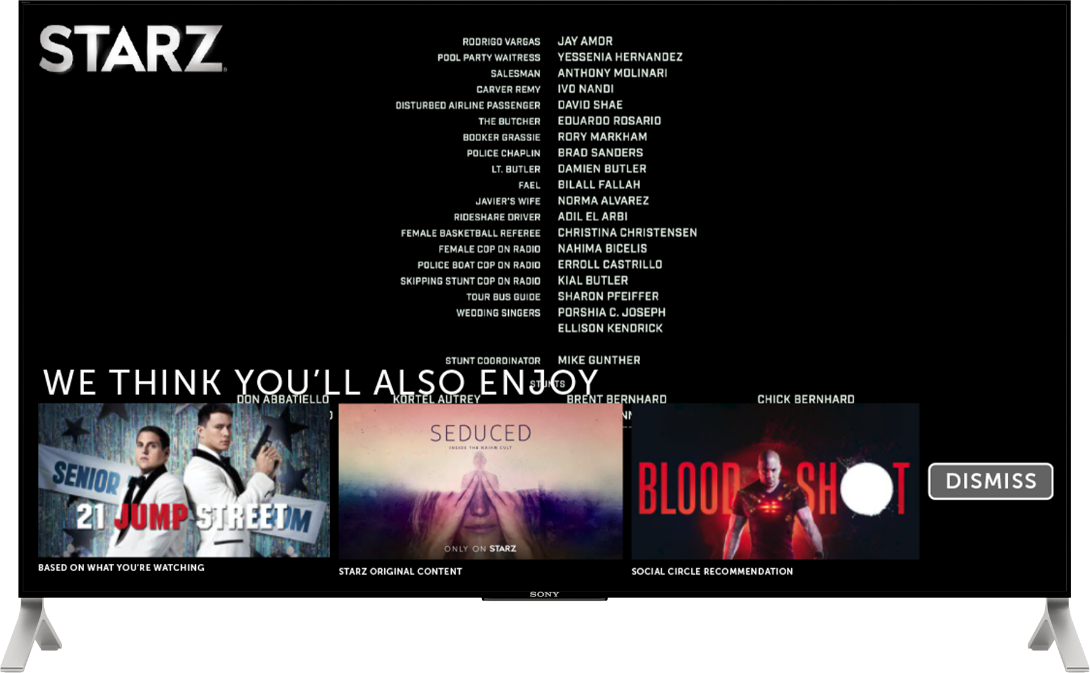 STARZ
RODRIGO VARGAS JAY AMOR
POOL PARTY WAITRESS YESSENIA HERNANDEZ
SALESMAN ANTHONY MOLINARI
CARVER REMY IVO NANDI
DISTURBED AIRLINE PASSENGER DAVID SHAE
THE BUTCHER EDUARDO ROSARIO
BOOKER GRASSIE RORY MARKHAM
POLICE CHAPLIN BRAD SANDERS
LT. BUTLER DAMIEN BUTLER
FAEL BILALL FALLAH
JAVIER'S WIFE NORMA ALVAREZ
RIDESHARE DRIVER ADIL EL ARBI
FEMALE BASKETBALL REFEREE CHRISTINA CHRISTENSEN
FEMALE COP ON RADIO NAHIMA BICELIS
POLICE BOAT COP ON RADIO ERROLL CASTRILLO
SKIPPING STUNT COP ON RADIO KIAL BUTLER
TOUR BUS GUIDE SHARON PFEIFFER
WEDDING SINGERS PORSHIA C. JOSEPH
ELLISON KENDRICK
STUNT COORDINATOR MIKE GUNTHER
STUNTS
WE THINK YOU'LL ALSO ENJOY
DON ABBATIELLO KORTEL AUTREY BRENT BERNHARD CHICK BERNHARD
SENIOR
21 JUMP STREET
BASED ON WHAT YOU'RE WATCHING
SEDUCED
INSIDE THE NXIVM CULT
ONLY ON STARZ
STARZ ORIGINAL CONTENT
BLOODSHOT
SOCIAL CIRCLE RECOMMENDATION
DISMISS
SONY